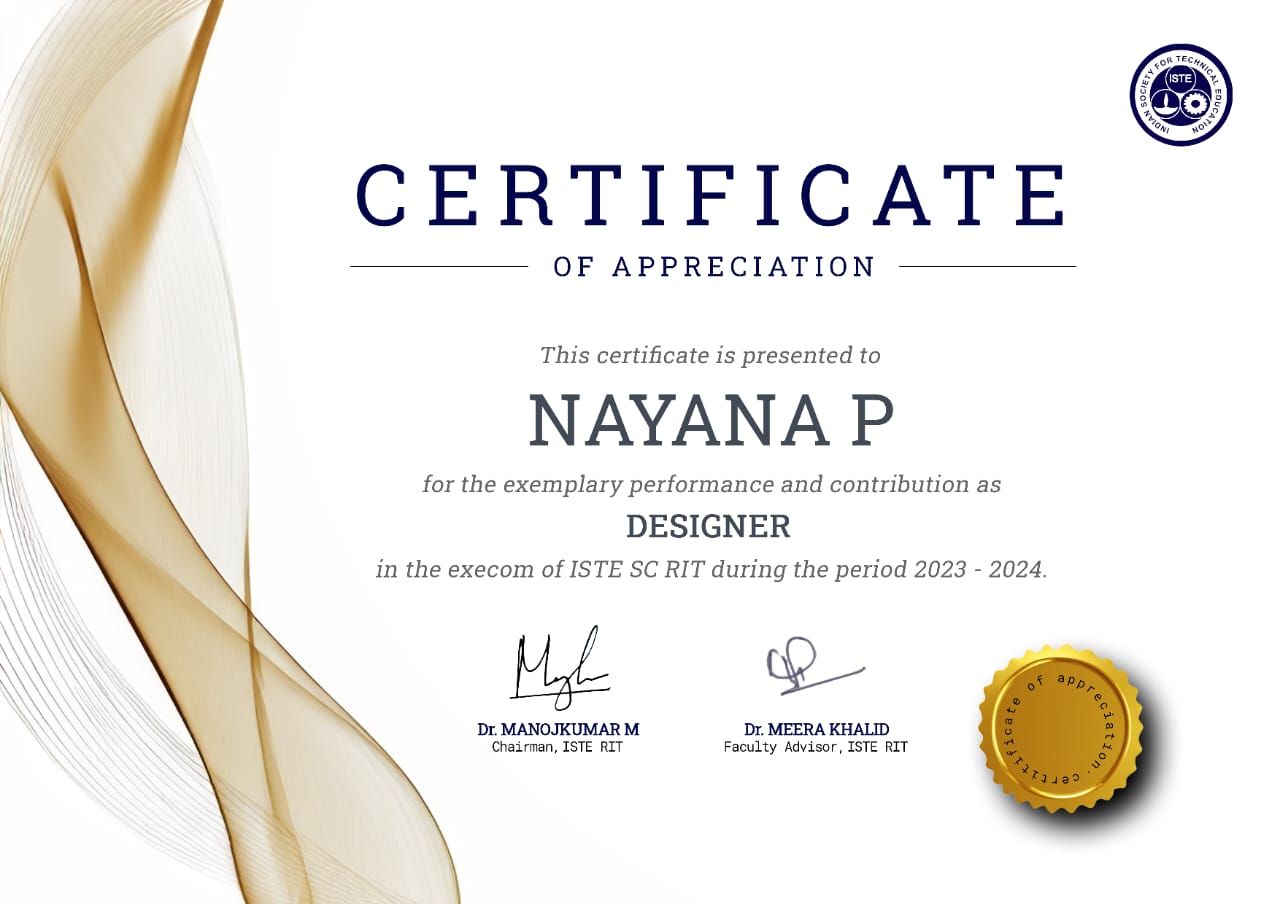 INDIAN SOCIETY FOR TECHNICAL EDUCATION
ISTE
CERTIFICATE
OF APPRECIATION
This certificate is presented to
NAYANA P
for the exemplary performance and contribution as
DESIGNER
in the execom of ISTE SC RIT during the period 2023 - 2024.
Dr. MANOJKUMAR M
Chairman, ISTE RIT
Dr. MEERA KHALID
Faculty Advisor, ISTE RIT
certificate of appreciation.